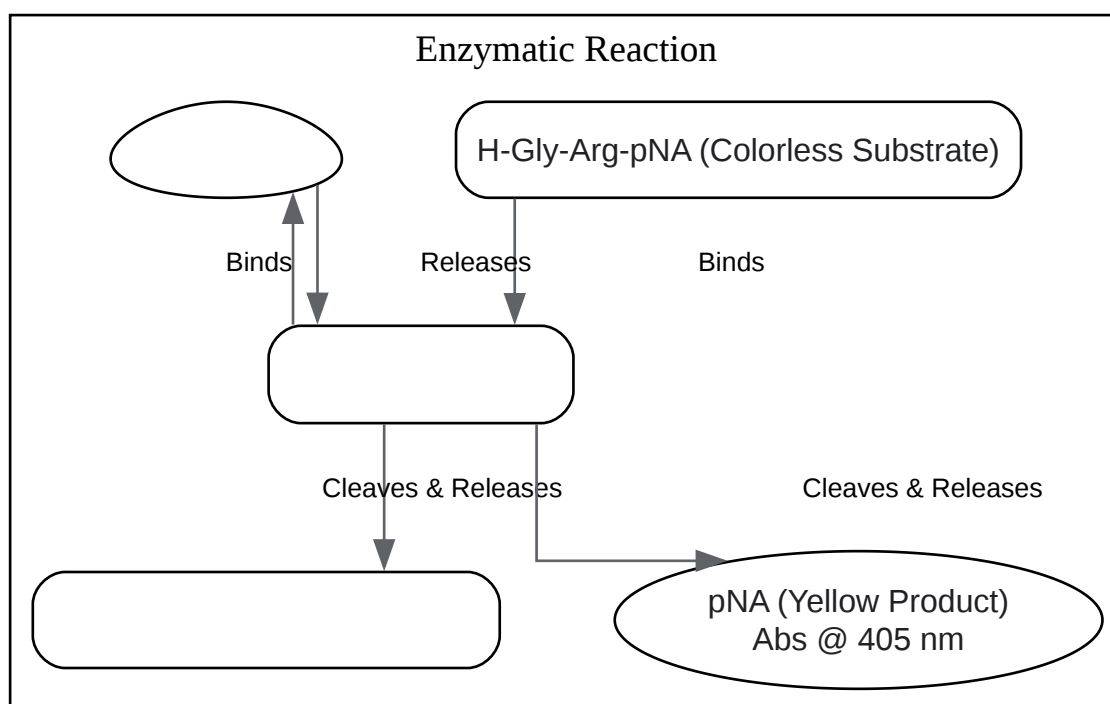 Enzymatic Reaction
H-Gly-Arg-pNA (Colorless Substrate)
Binds
Releases
Binds
Cleaves & Releases
Cleaves & Releases
pNA (Yellow Product)
Abs @ 405 nm